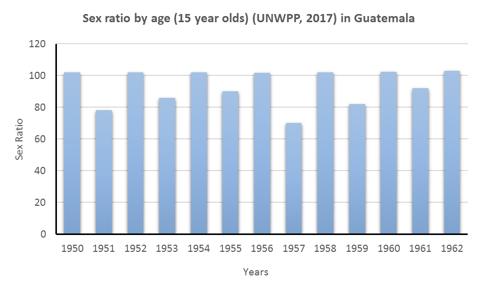 Sex ratio by age (15 year olds) (UNWPP, 2017) in Guatemala
120
100
80
60
40
20
0
Sex Ratio
1950 1951 1952 1953 1954 1955 1956 1957 1958 1959 1960 1961 1962
Years